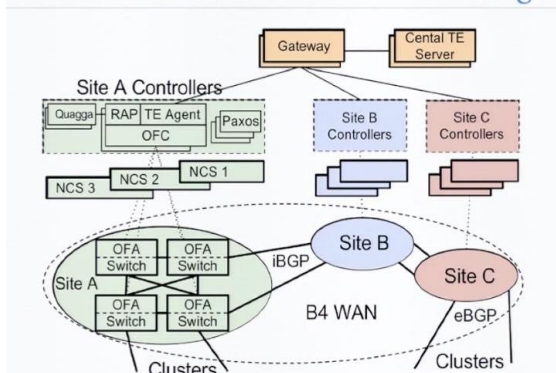 Gateway
Cental TE
Server
Site A Controllers
Quagga
RAP
TE Agent
OFC
Paxos
Site B
Controllers
Site C
Controllers
NCS 3
NCS 2
NCS 1
OFA
Switch
OFA
Switch
Site A
OFA
Switch
OFA
Switch
iBGP
Site B
Site C
B4 WAN
eBGP
Clusters
Clusters